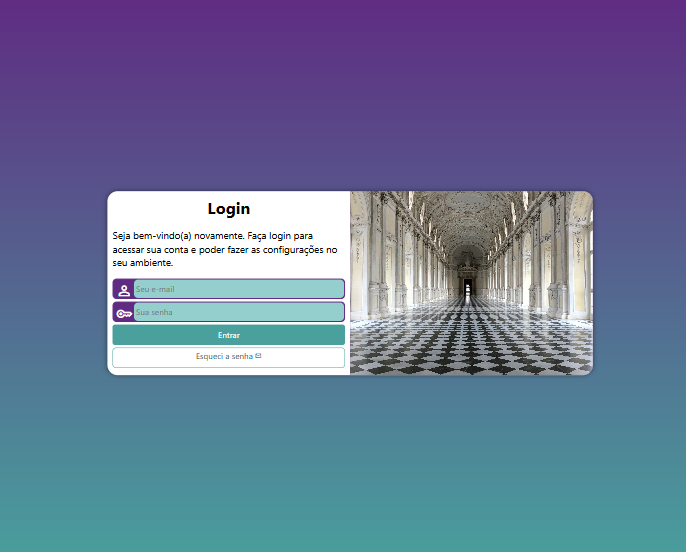 Login
Seja bem-vindo(a) novamente. Faça login para
acessar sua conta e poder fazer as configurações no
seu ambiente.
Seu e-mail
Sua senha
Entrar
Esqueci a senha